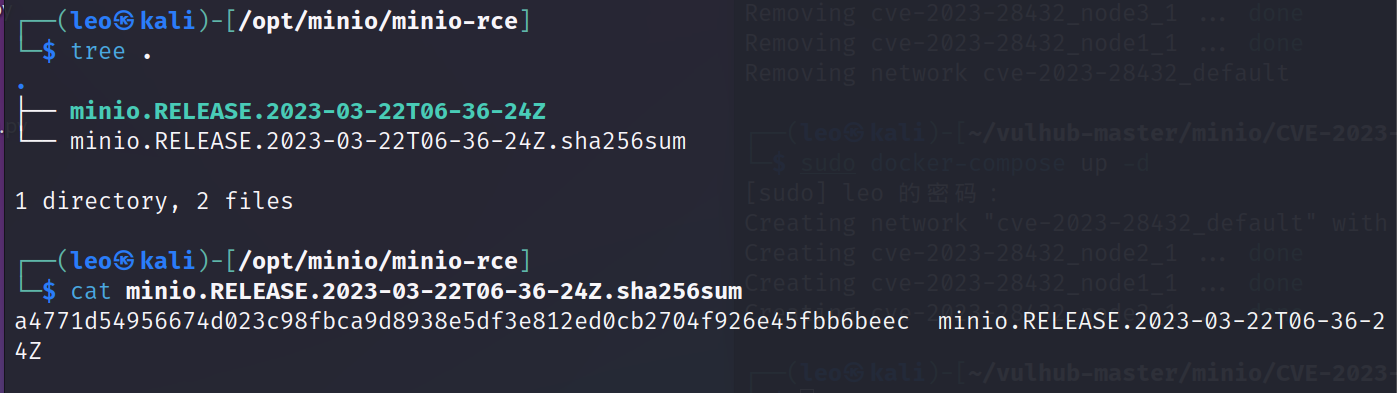 ┌──(leo㉿kali)-[/opt/minio/minio-rce]
└─$ tree .
.
├── minio.RELEASE.2023-03-22T06-36-24Z
└── minio.RELEASE.2023-03-22T06-36-24Z.sha256sum
1 directory, 2 files
┌──(leo㉿kali)-[/opt/minio/minio-rce]
└─$ cat minio.RELEASE.2023-03-22T06-36-24Z.sha256sum
a4771d54956674d023c98fbca9d8938e5df3e812ed0cb2704f926e45fbb6beec  minio.RELEASE.2023-03-22T06-36-2
4Z
Removing cve-2023-28432_node3_1 ... done
Removing cve-2023-28432_node1_1 ... done
Removing network cve-2023-28432_default
┌──(leo㉿kali)-[~/vulhub-master/minio/CVE-2023-
└─$ sudo docker-compose up -d
[sudo] leo 的密码：
Creating network "cve-2023-28432_default" with
Creating cve-2023-28432_node2_1 ... done
Creating cve-2023-28432_node1_1 ... done
┌──(leo㉿kali)-[~/vulhub-master/minio/CVE-2023-